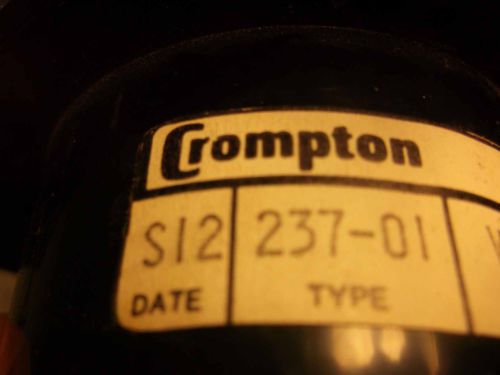 Crompton
S12 237-01
DATE TYPE